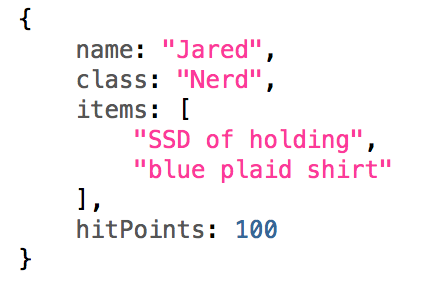 {
    name: "Jared",
    class: "Nerd",
    items: [
        "SSD of holding",
        "blue plaid shirt"
    ],
    hitPoints: 100
}